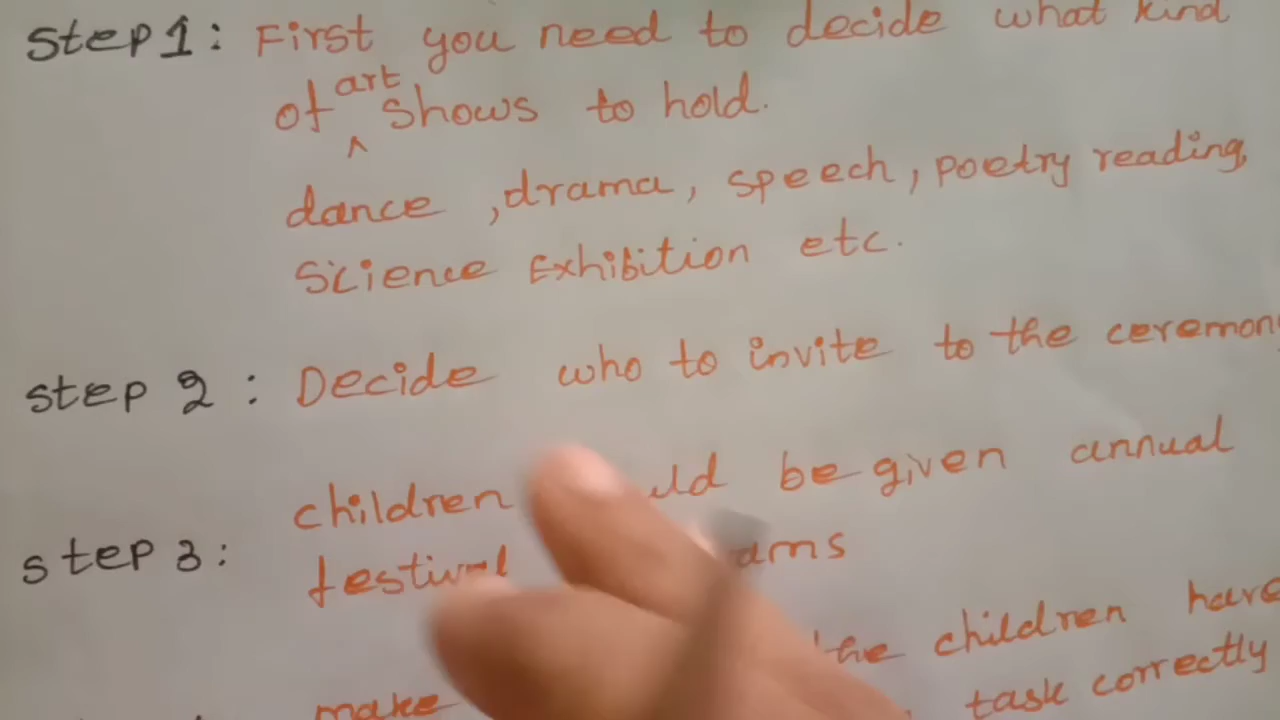 Step 1: First you need to decide what kind
of art shows to hold.
dance, drama, speech, poetry reading,
Science Exhibition etc.
step 2: Decide who to invite to the
children be given annual
step 3: festival
the children have
make task correctly